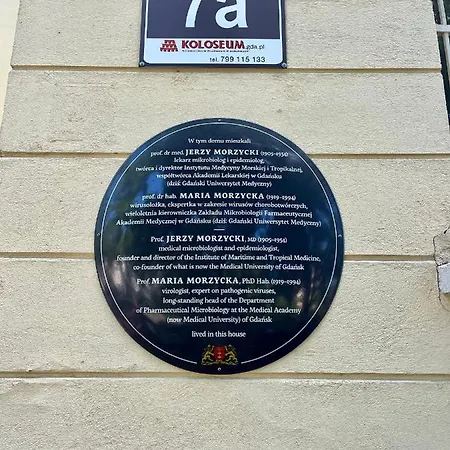 7a
KOLOSEUM.gda.pl
tel. 799 115 133
W tym domu mieszkali
prof. dr med. JERZY MORZYCKI (1905-1954)
lekarz mikrobiolog i epidemiolog,
twórca i dyrektor Instytutu Medycyny Morskiej i Tropikalnej,
współtwórca Akademii Lekarskiej w Gdańsku
(dziś: Gdański Uniwersytet Medyczny)
prof. dr hab. MARIA MORZYCKA (1919-1994)
wirusolożka, ekspertka w zakresie wirusów chorobotwórczych,
wieloletnia kierowniczka Zakładu Mikrobiologii Farmaceutycznej
Akademii Medycznej w Gdańsku (dziś: Gdański Uniwersytet Medyczny)
Prof. JERZY MORZYCKI, MD (1905-1954)
medical microbiologist and epidemiologist,
founder and director of the Institute of Maritime and Tropical Medicine,
co-founder of what is now the Medical University of Gdańsk
Prof. MARIA MORZYCKA, PhD Hab. (1919-1994)
virologist, expert on pathogenic viruses,
long-standing head of the Department
of Pharmaceutical Microbiology at the Medical Academy
(now Medical University) of Gdańsk
lived in this house